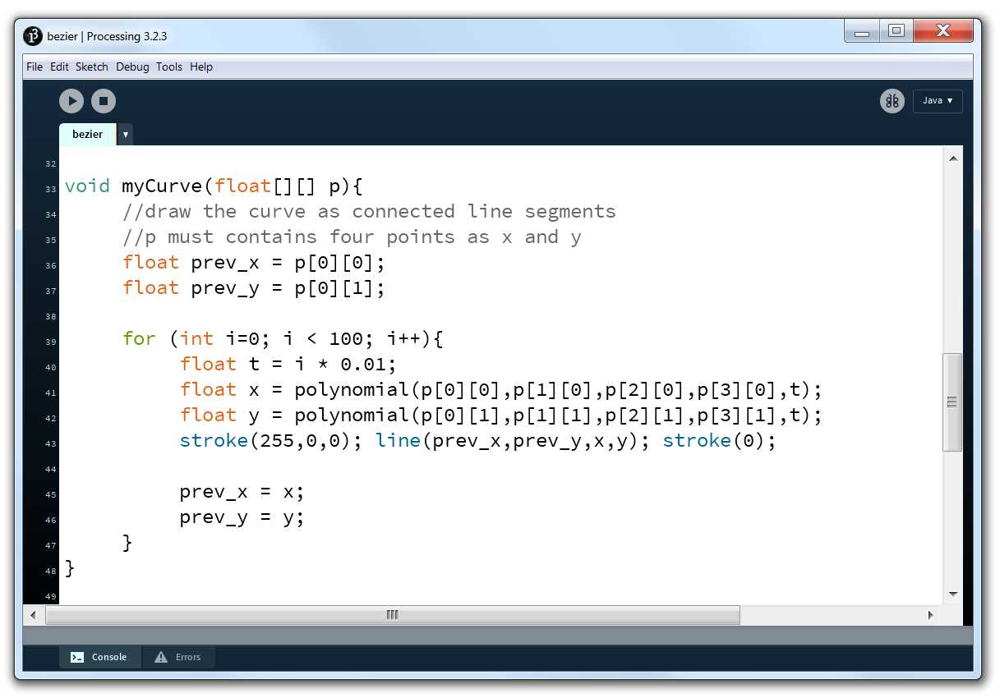 bezier | Processing 3.2.3
File Edit Sketch Debug Tools Help
Java ▼
bezier ▼
32
33 void myCurve(float[][] p){
34 //draw the curve as connected line segments
35 //p must contains four points as x and y
36 float prev_x = p[0][0];
37 float prev_y = p[0][1];
38
39 for (int i=0; i < 100; i++){
40 float t = i * 0.01;
41 float x = polynomial(p[0][0],p[1][0],p[2][0],p[3][0],t);
42 float y = polynomial(p[0][1],p[1][1],p[2][1],p[3][1],t);
43 stroke(255,0,0); line(prev_x,prev_y,x,y); stroke(0);
44
45 prev_x = x;
46 prev_y = y;
47 }
48 }
49
Console Errors